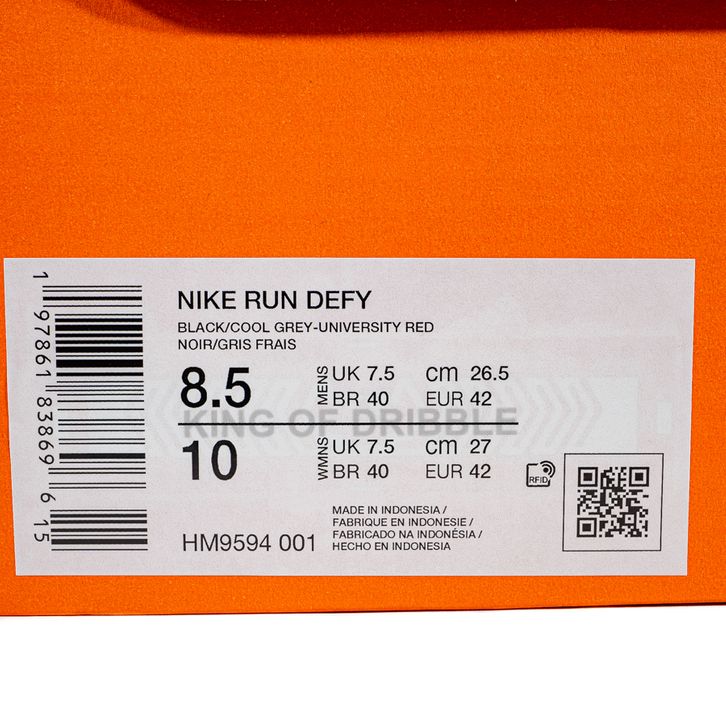 NIKE RUN DEFY
BLACK/COOL GREY-UNIVERSITY RED
NOIR/GRIS FRAIS
8.5 MENS UK 7.5 cm 26.5
BR 40 EUR 42
KING OF DRIBBLE
10 WMNS UK 7.5 cm 27
BR 40 EUR 42
RFID
HM9594 001
MADE IN INDONESIA /
FABRIQUE EN INDONESIE /
FABRICADO NA INDONÉSIA /
HECHO EN INDONESIA
1 97861 83869 6 15